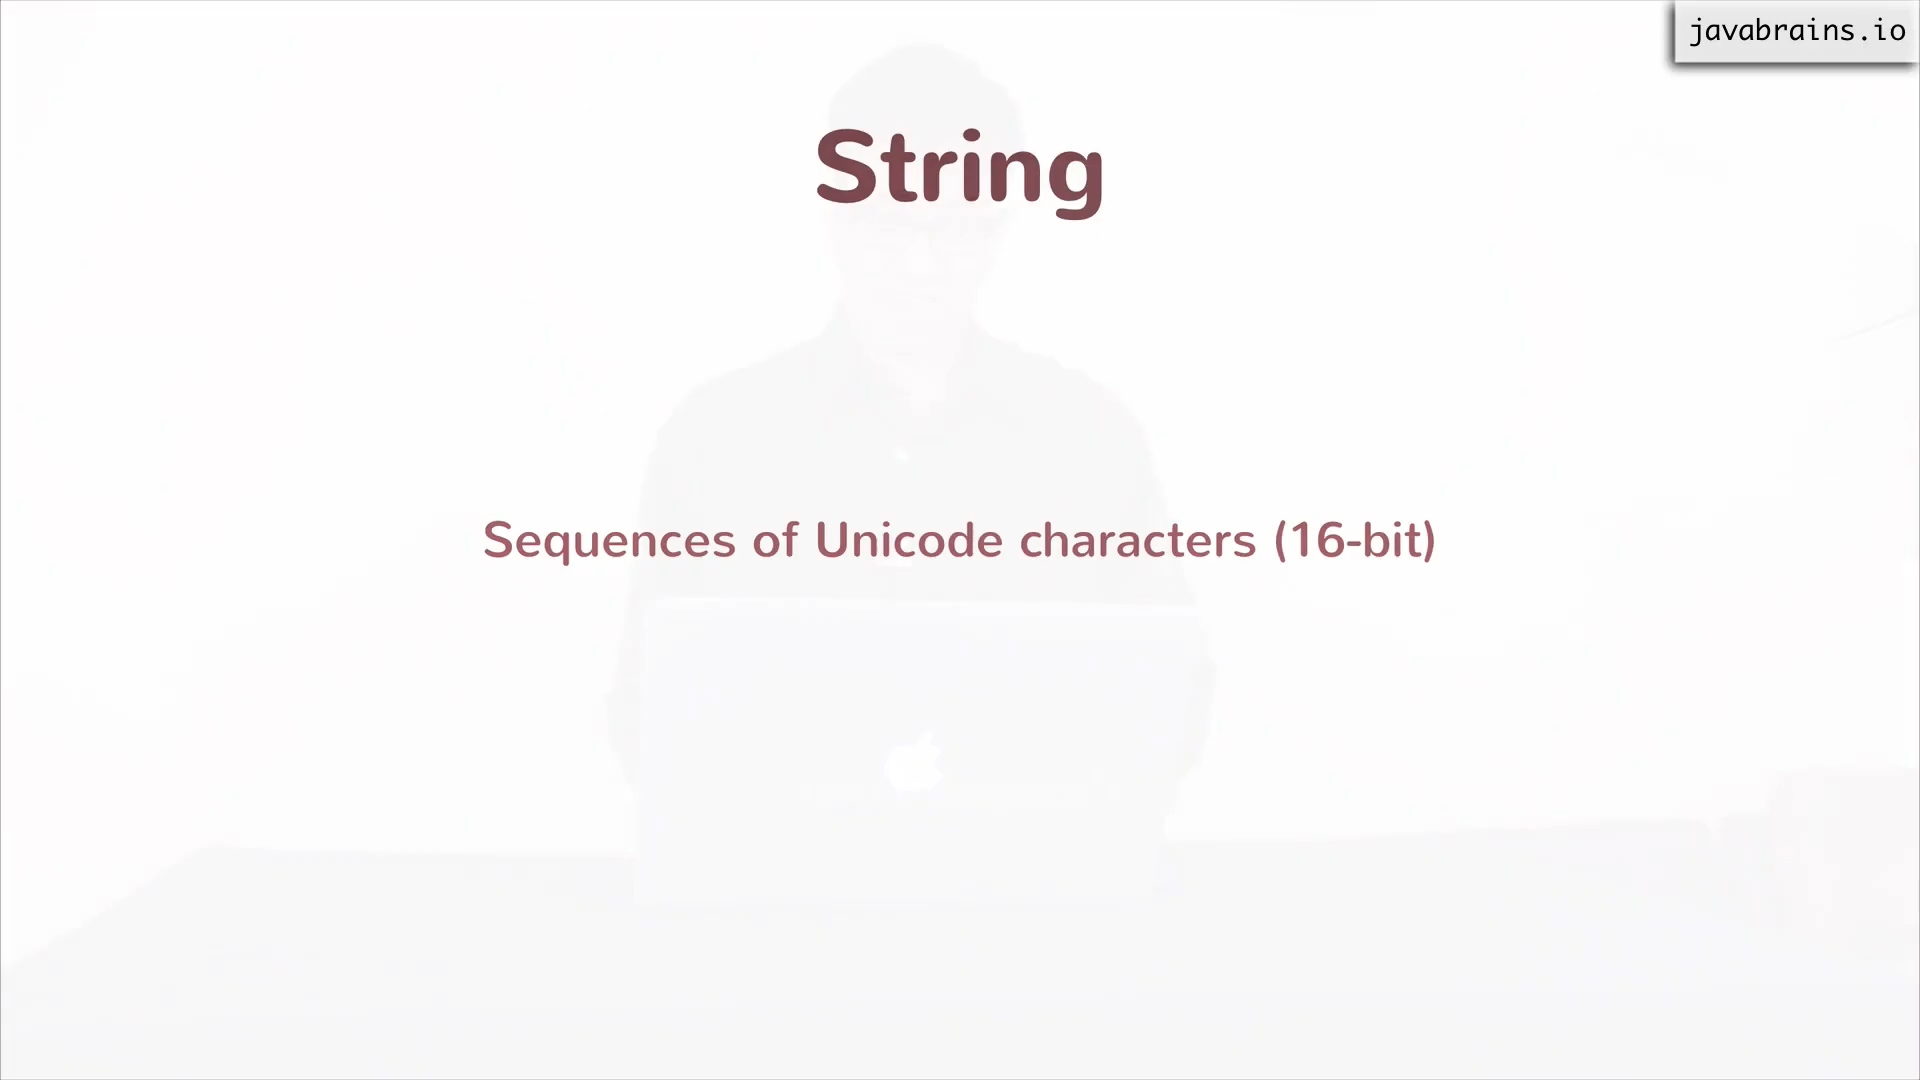 javabrains.io
String
Sequences of Unicode characters (16-bit)